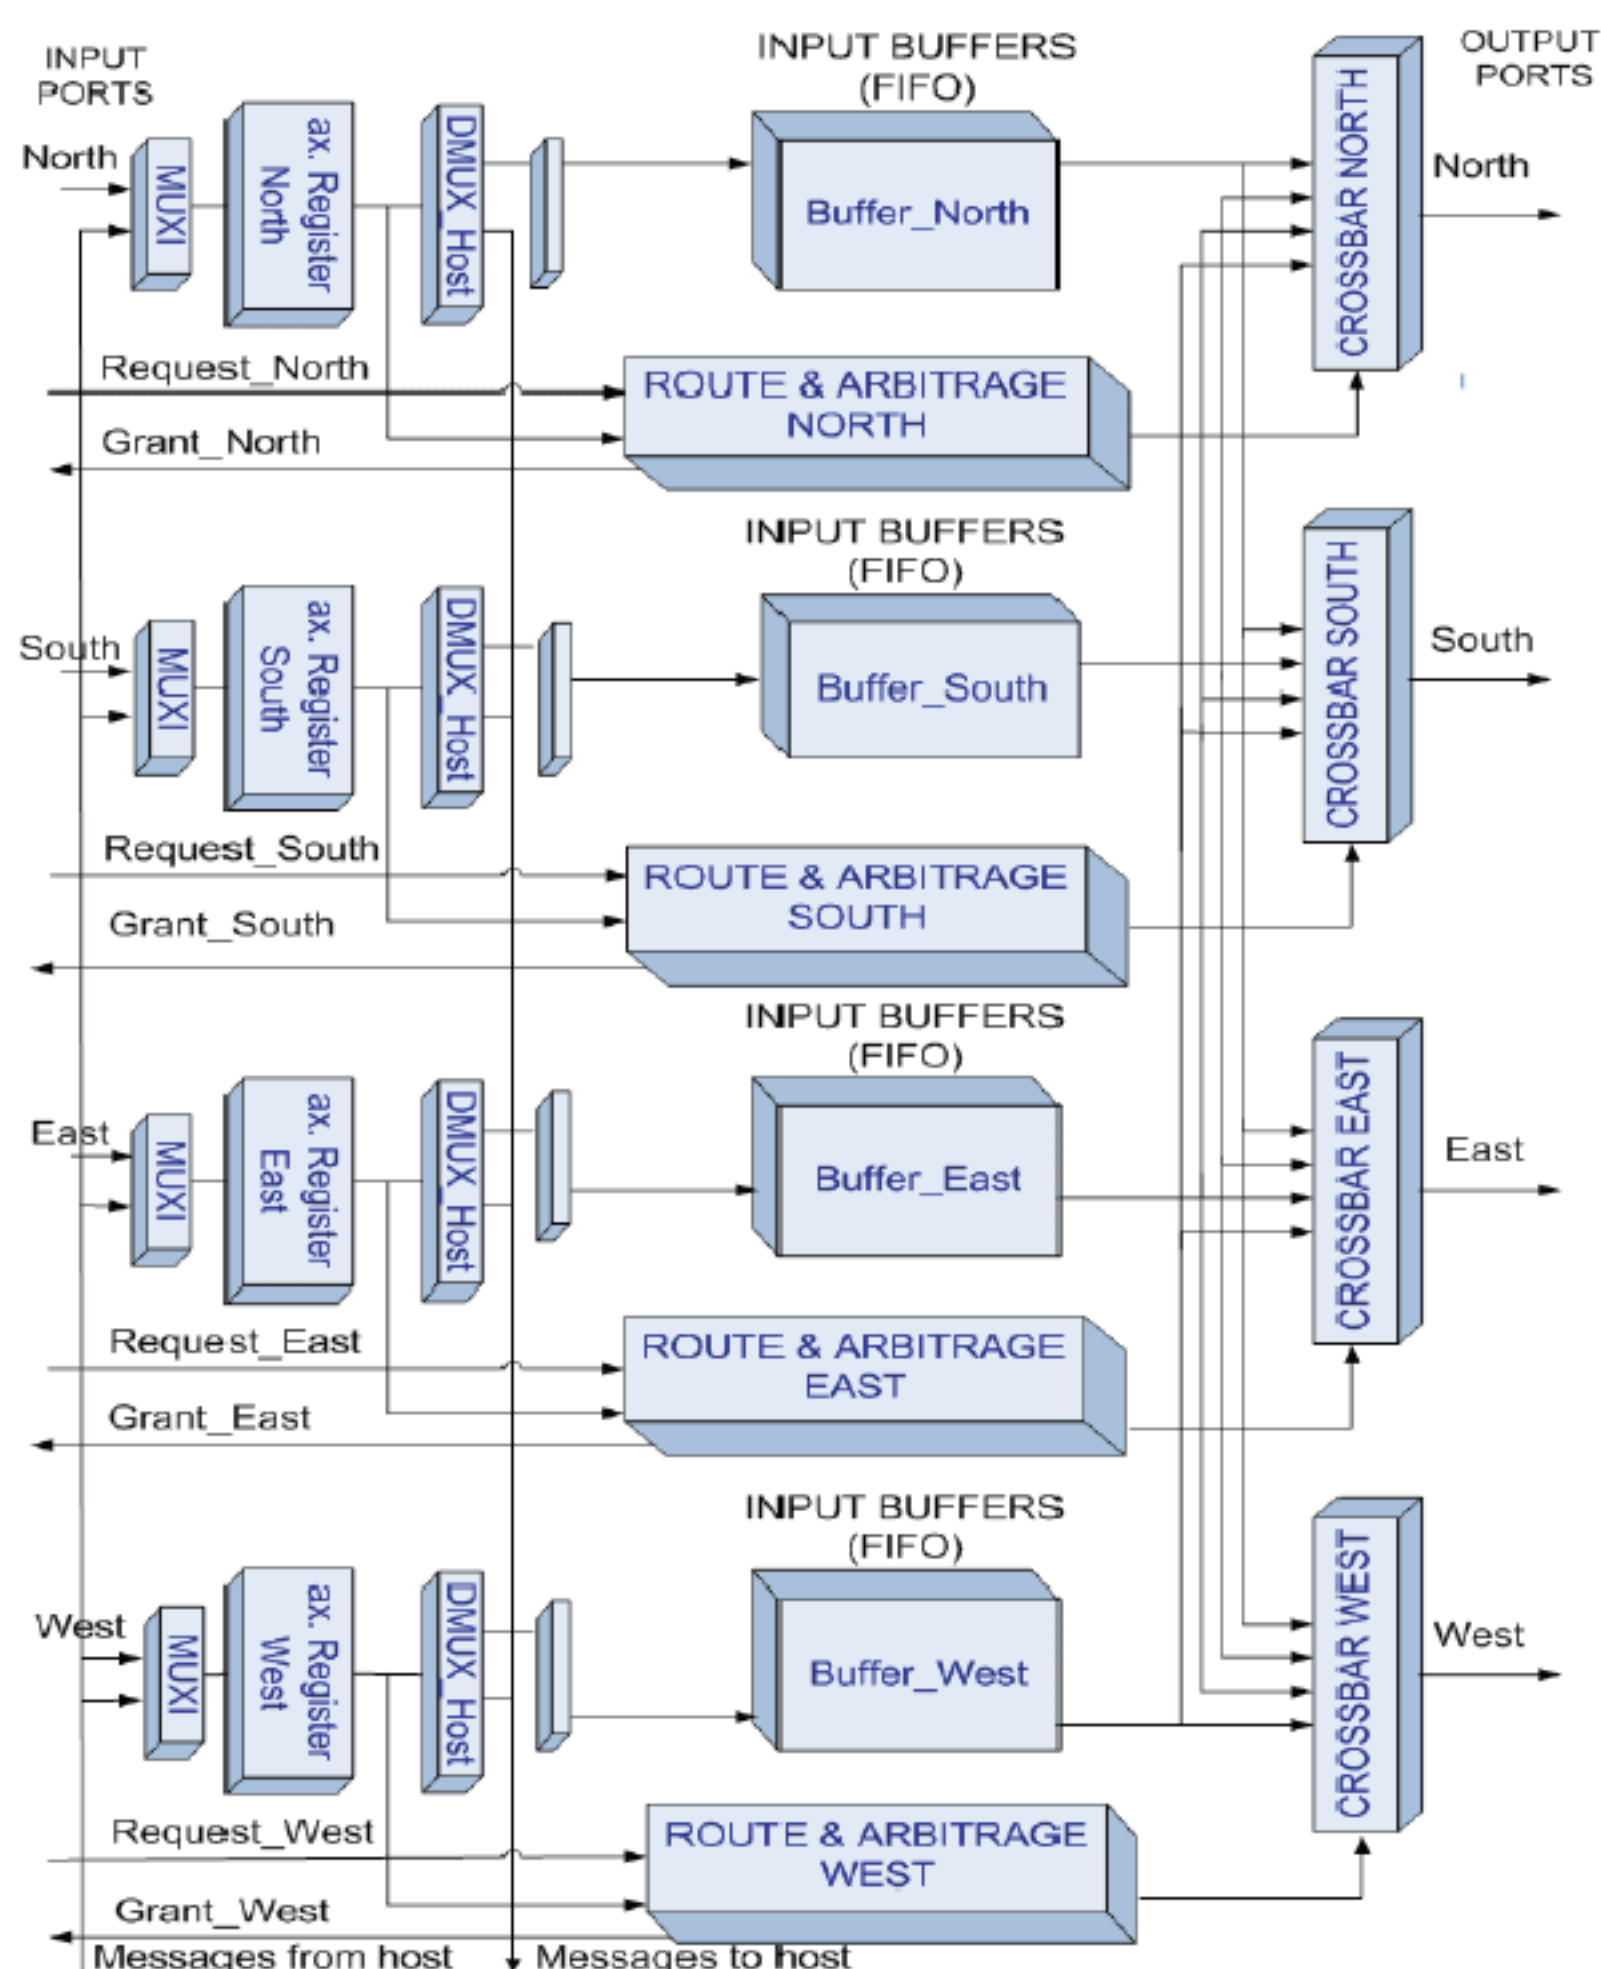 INPUT
PORTS
INPUT BUFFERS
(FIFO)
OUTPUT
PORTS
North
MUXI
ax. Register
North
DMUX_Host
Buffer_North
CROSSBAR NORTH
North
Request_North
ROUTE & ARBITRAGE
NORTH
Grant_North
INPUT BUFFERS
(FIFO)
South
MUXI
ax. Register
South
DMUX_Host
Buffer_South
CROSSBAR SOUTH
South
Request_South
ROUTE & ARBITRAGE
SOUTH
Grant_South
INPUT BUFFERS
(FIFO)
East
MUXI
ax. Register
East
DMUX_Host
Buffer_East
CROSSBAR EAST
East
Request_East
ROUTE & ARBITRAGE
EAST
Grant_East
INPUT BUFFERS
(FIFO)
West
MUXI
ax. Register
West
DMUX_Host
Buffer_West
CROSSBAR WEST
West
Request_West
ROUTE & ARBITRAGE
WEST
Grant_West
Messages from host
Messages to host